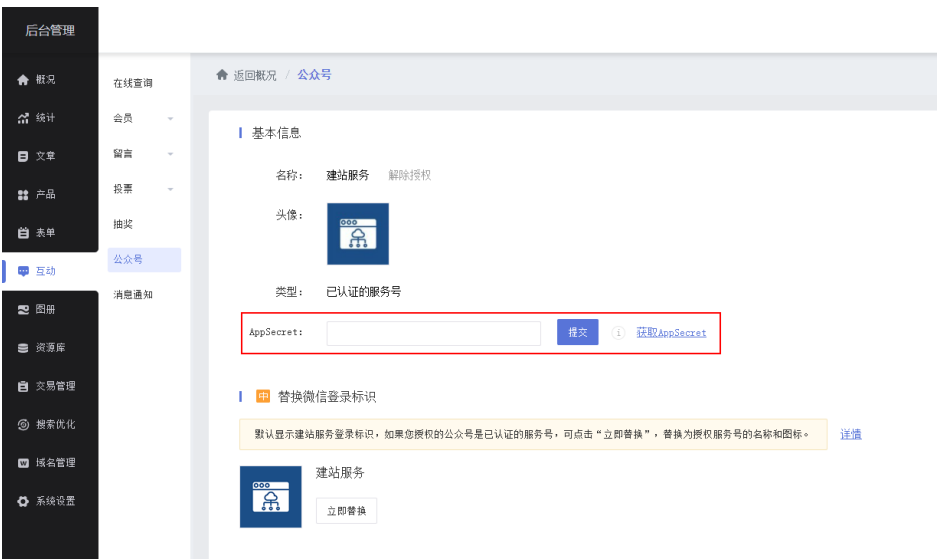 后台管理
概况
统计
文章
产品
表单
互动
图册
资源库
交易管理
搜索优化
域名管理
系统设置
在线查询
会员
留言
投票
抽奖
公众号
消息通知
返回概况 / 公众号
基本信息
名称： 建站服务 解除授权
头像：
类型： 已认证的服务号
AppSecret： 提交 i 获取AppSecret
中 替换微信登录标识
默认显示建站服务登录标识，如果您授权的公众号是已认证的服务号，可点击“立即替换”，替换为授权服务号的名称和图标。 详情
建站服务
立即替换